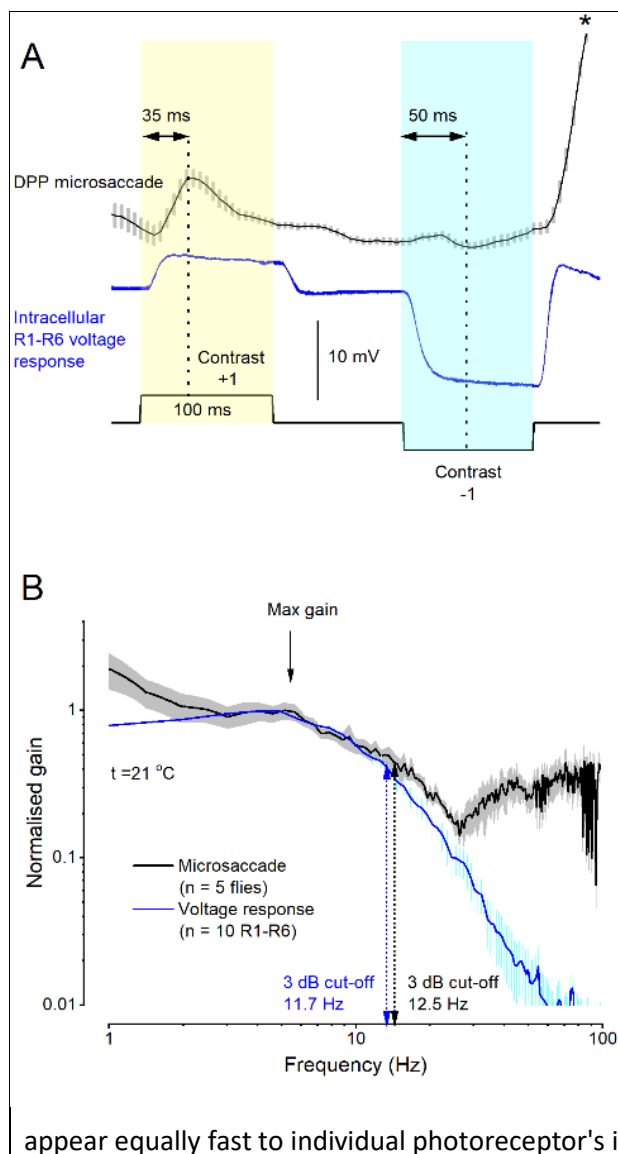 A
*
35 ms
50 ms
DPP microsaccade
Intracellular
R1-R6 voltage
response
Contrast
+1
10 mV
100 ms
Contrast
-1
B
Max gain
Normalised gain
1
0.1
0.01
t =21 °C
Microsaccade
(n = 5 flies)
Voltage response
(n = 10 R1-R6)
3 dB cut-off
11.7 Hz
3 dB cut-off
12.5 Hz
1
10
100
Frequency (Hz)
appear equally fast to individual photoreceptor's i